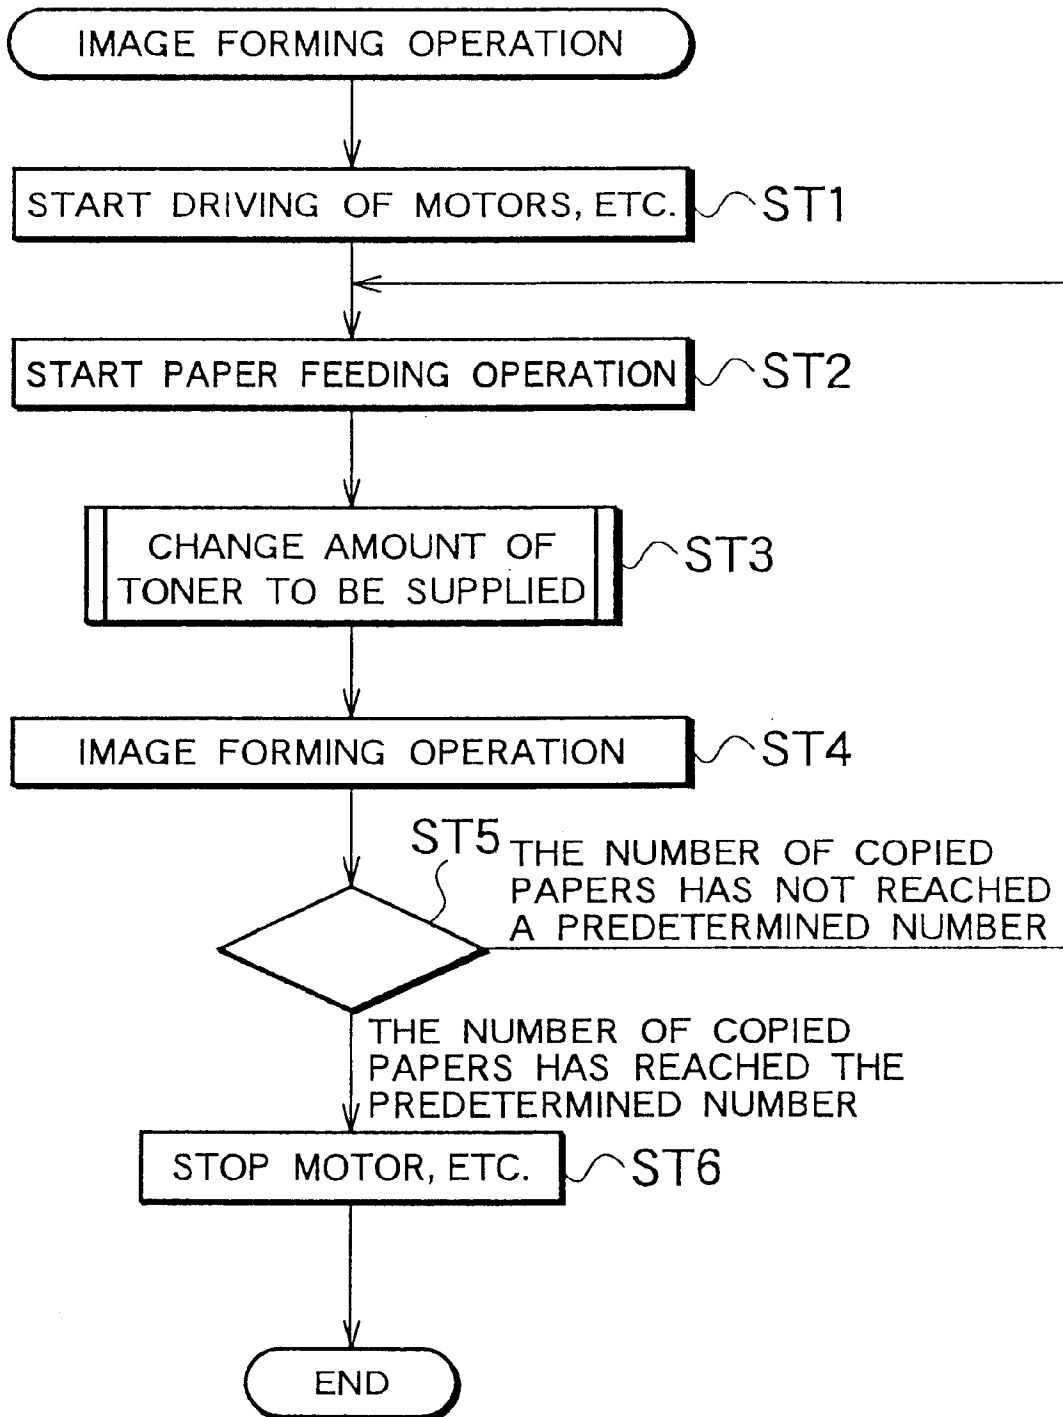 IMAGE FORMING OPERATION
START DRIVING OF MOTORS, ETC.
ST1
START PAPER FEEDING OPERATION
ST2
CHANGE AMOUNT OF
TONER TO BE SUPPLIED
ST3
IMAGE FORMING OPERATION
ST4
ST5
THE NUMBER OF COPIED
PAPERS HAS NOT REACHED
A PREDETERMINED NUMBER
THE NUMBER OF COPIED
PAPERS HAS REACHED THE
PREDETERMINED NUMBER
STOP MOTOR, ETC.
ST6
END